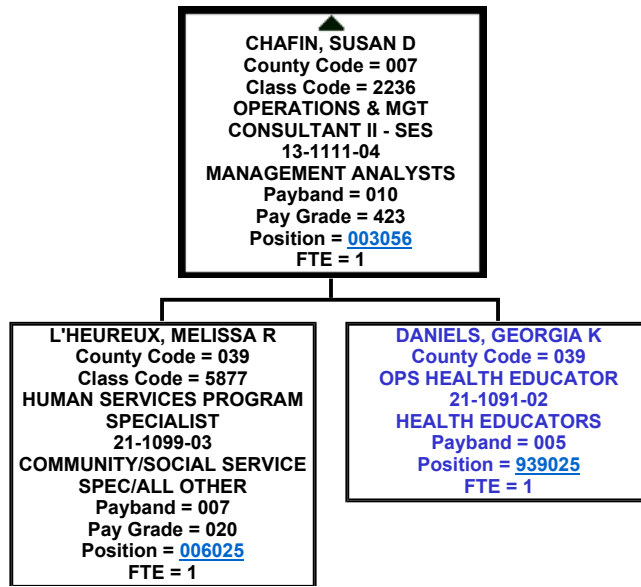 CHAFIN, SUSAN D
County Code = 007
Class Code = 2236
OPERATIONS & MGT
CONSULTANT II - SES
13-1111-04
MANAGEMENT ANALYSTS
Payband = 010
Pay Grade = 423
Position = 003056
FTE = 1
L'HEUREUX, MELISSA R
County Code = 039
Class Code = 5877
HUMAN SERVICES PROGRAM
SPECIALIST
21-1099-03
COMMUNITY/SOCIAL SERVICE
SPEC/ALL OTHER
Payband = 007
Pay Grade = 020
Position = 006025
FTE = 1
DANIELS, GEORGIA K
County Code = 039
OPS HEALTH EDUCATOR
21-1091-02
HEALTH EDUCATORS
Payband = 005
Position = 939025
FTE = 1